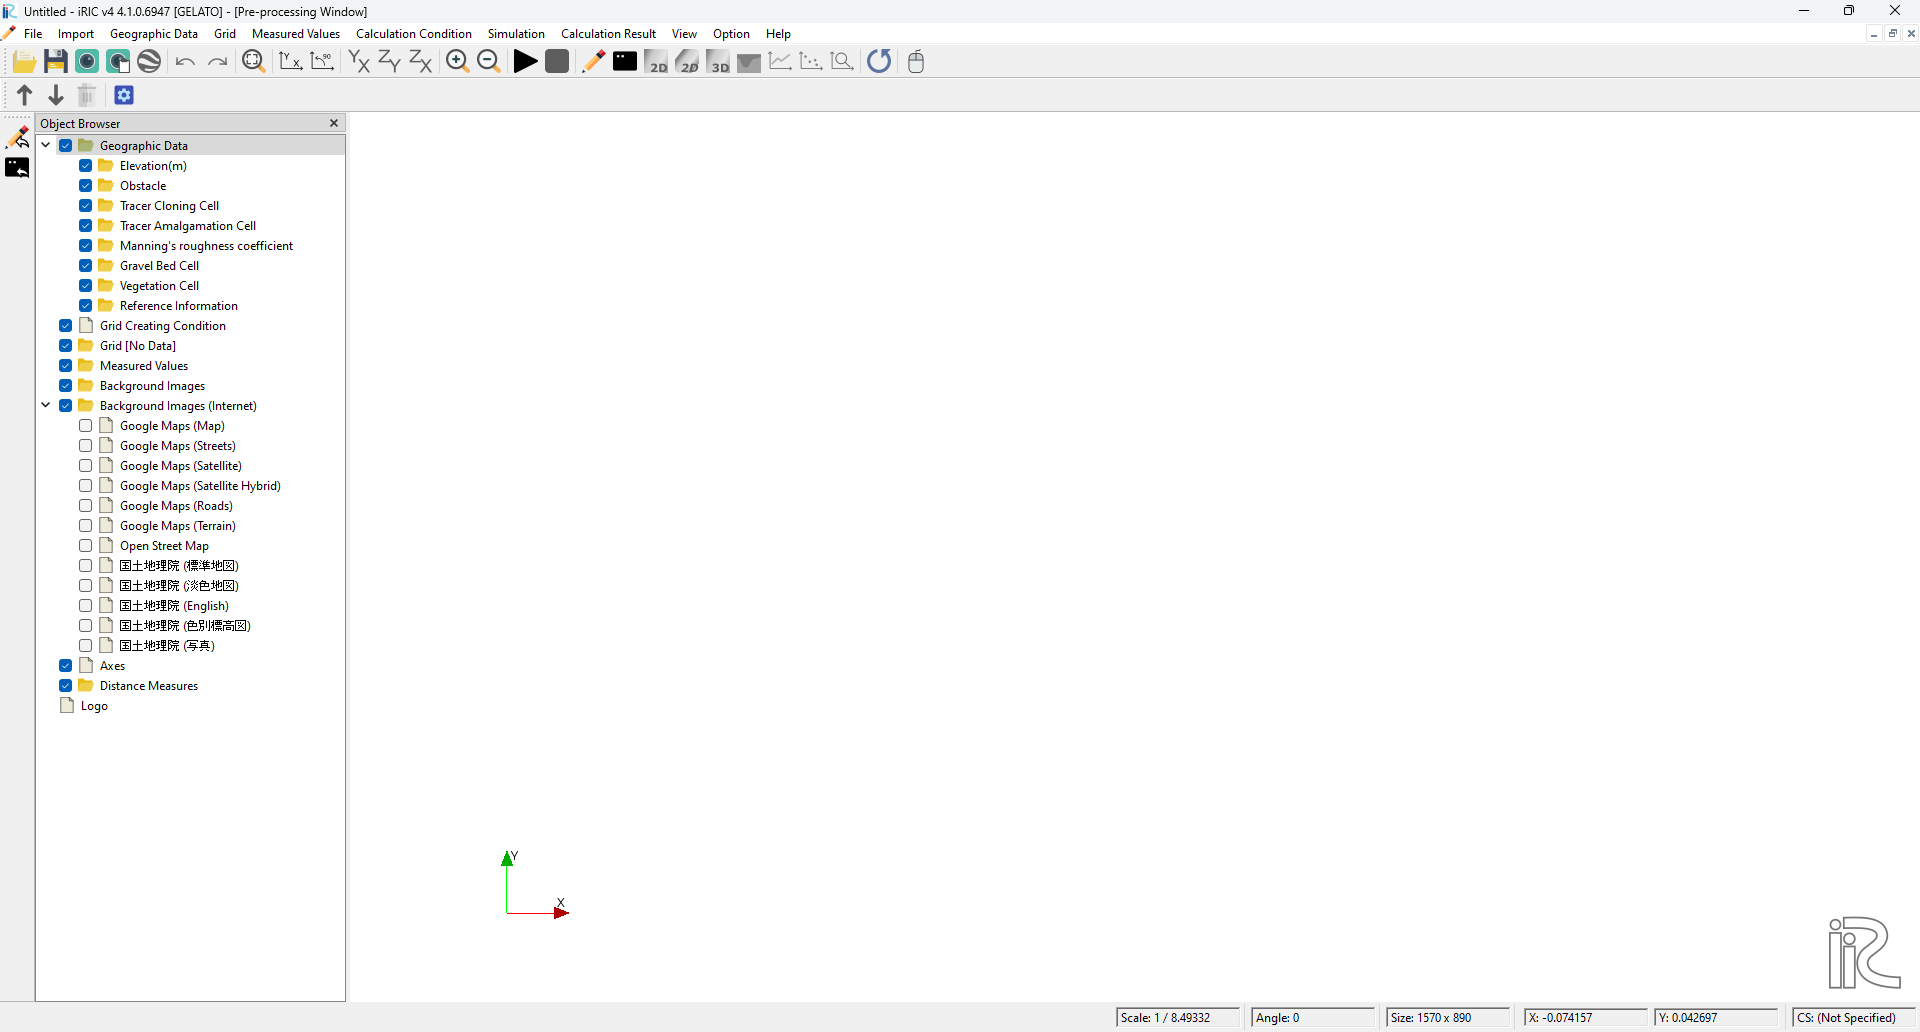 Untitled - iRIC v4 4.1.0.6947 [GELATO] - [Pre-processing Window]
File Import Geographic Data Grid Measured Values Calculation Condition Simulation Calculation Result View Option Help
Y X -90 YX ZY ZX 2D 2D 3D
Object Browser
Geographic Data
Elevation(m)
Obstacle
Tracer Cloning Cell
Tracer Amalgamation Cell
Manning's roughness coefficient
Gravel Bed Cell
Vegetation Cell
Reference Information
Grid Creating Condition
Grid [No Data]
Measured Values
Background Images
Background Images (Internet)
Google Maps (Map)
Google Maps (Streets)
Google Maps (Satellite)
Google Maps (Satellite Hybrid)
Google Maps (Roads)
Google Maps (Terrain)
Open Street Map
国土地理院 (標準地図)
国土地理院 (淡色地図)
国土地理院 (English)
国土地理院 (色別標高図)
国土地理院 (写真)
Axes
Distance Measures
Logo
Y
X
iRiC
Scale: 1 / 8.49332 Angle: 0 Size: 1570 x 890 X: -0.074157 Y: 0.042697 CS: (Not Specified)